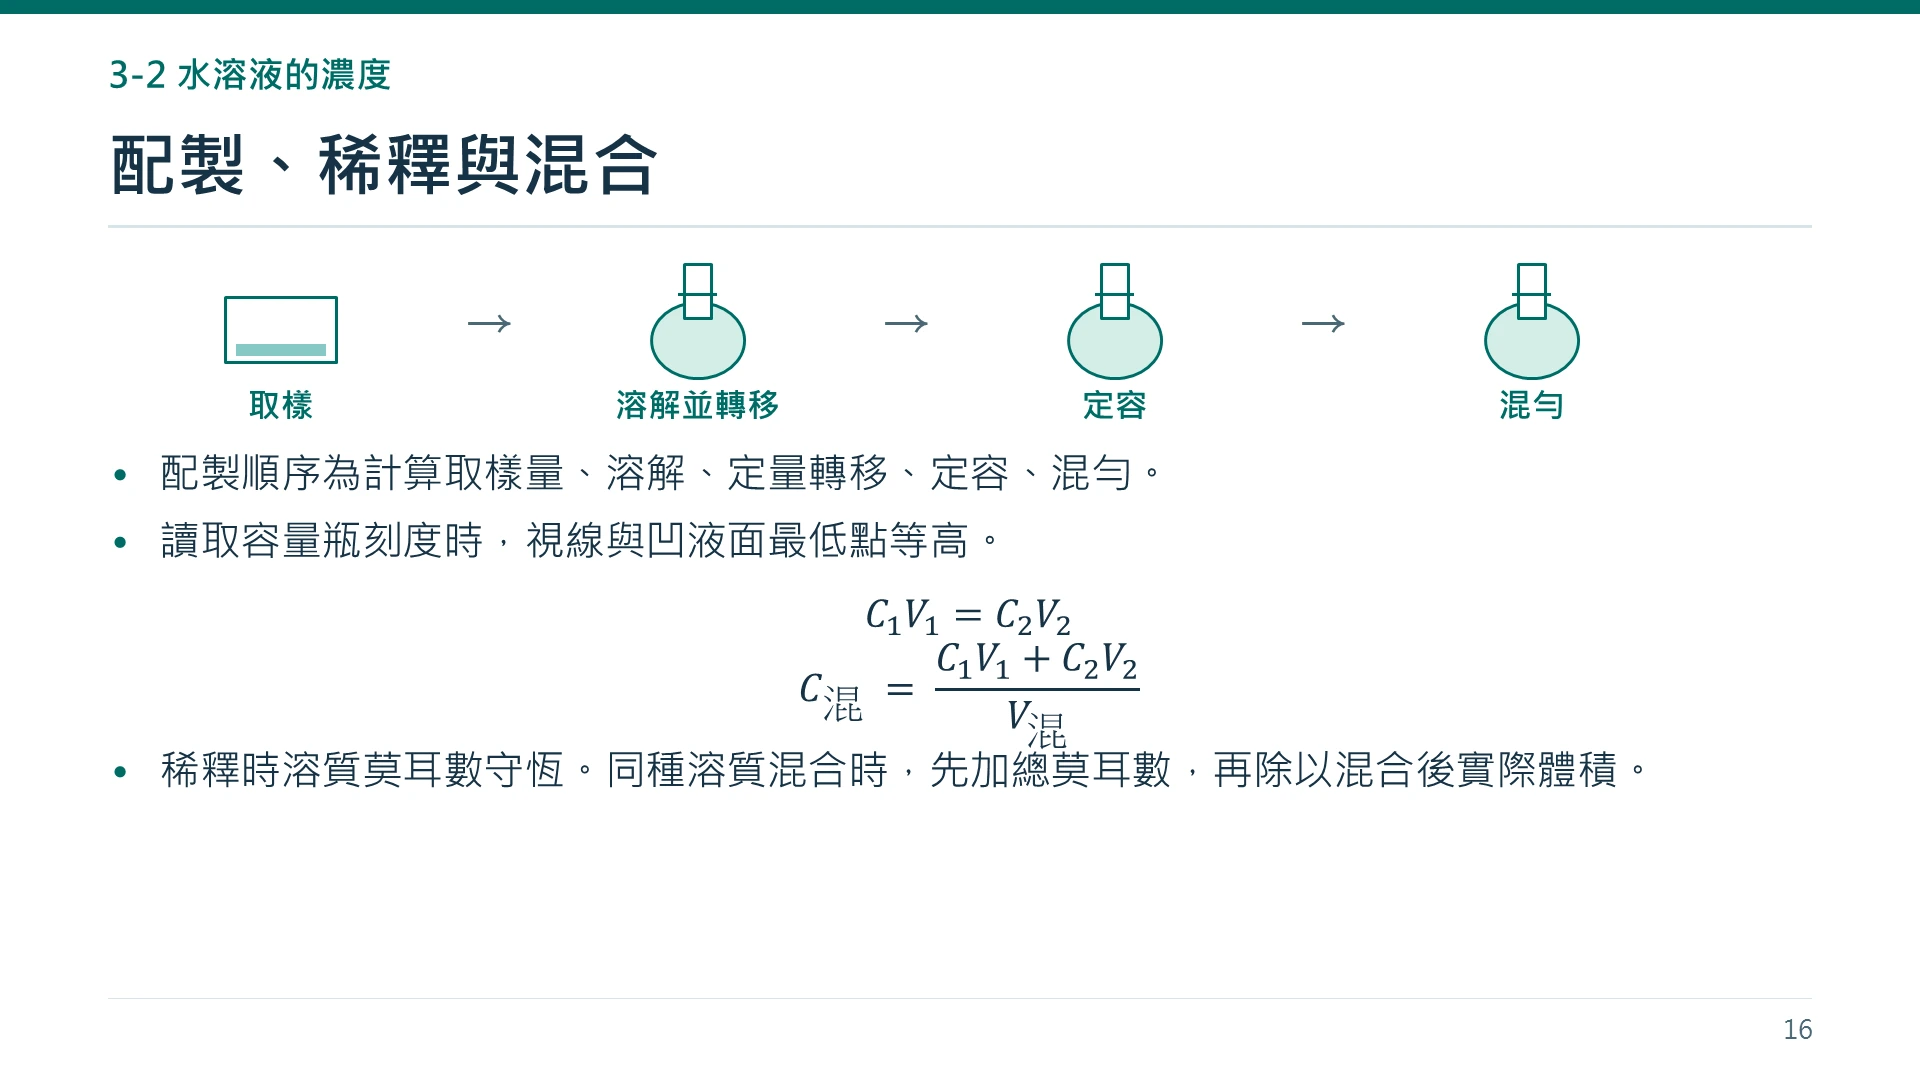 3-2 水溶液的濃度
配製、稀釋與混合
→ → →
取樣 溶解並轉移 定容 混勻
• 配製順序為計算取樣量、溶解、定量轉移、定容、混勻。
• 讀取容量瓶刻度時，視線與凹液面最低點等高。
C₁V₁ = C₂V₂
C混 = (C₁V₁ + C₂V₂) / V混
• 稀釋時溶質莫耳數守恆。同種溶質混合時，先加總莫耳數，再除以混合後實際體積。
16